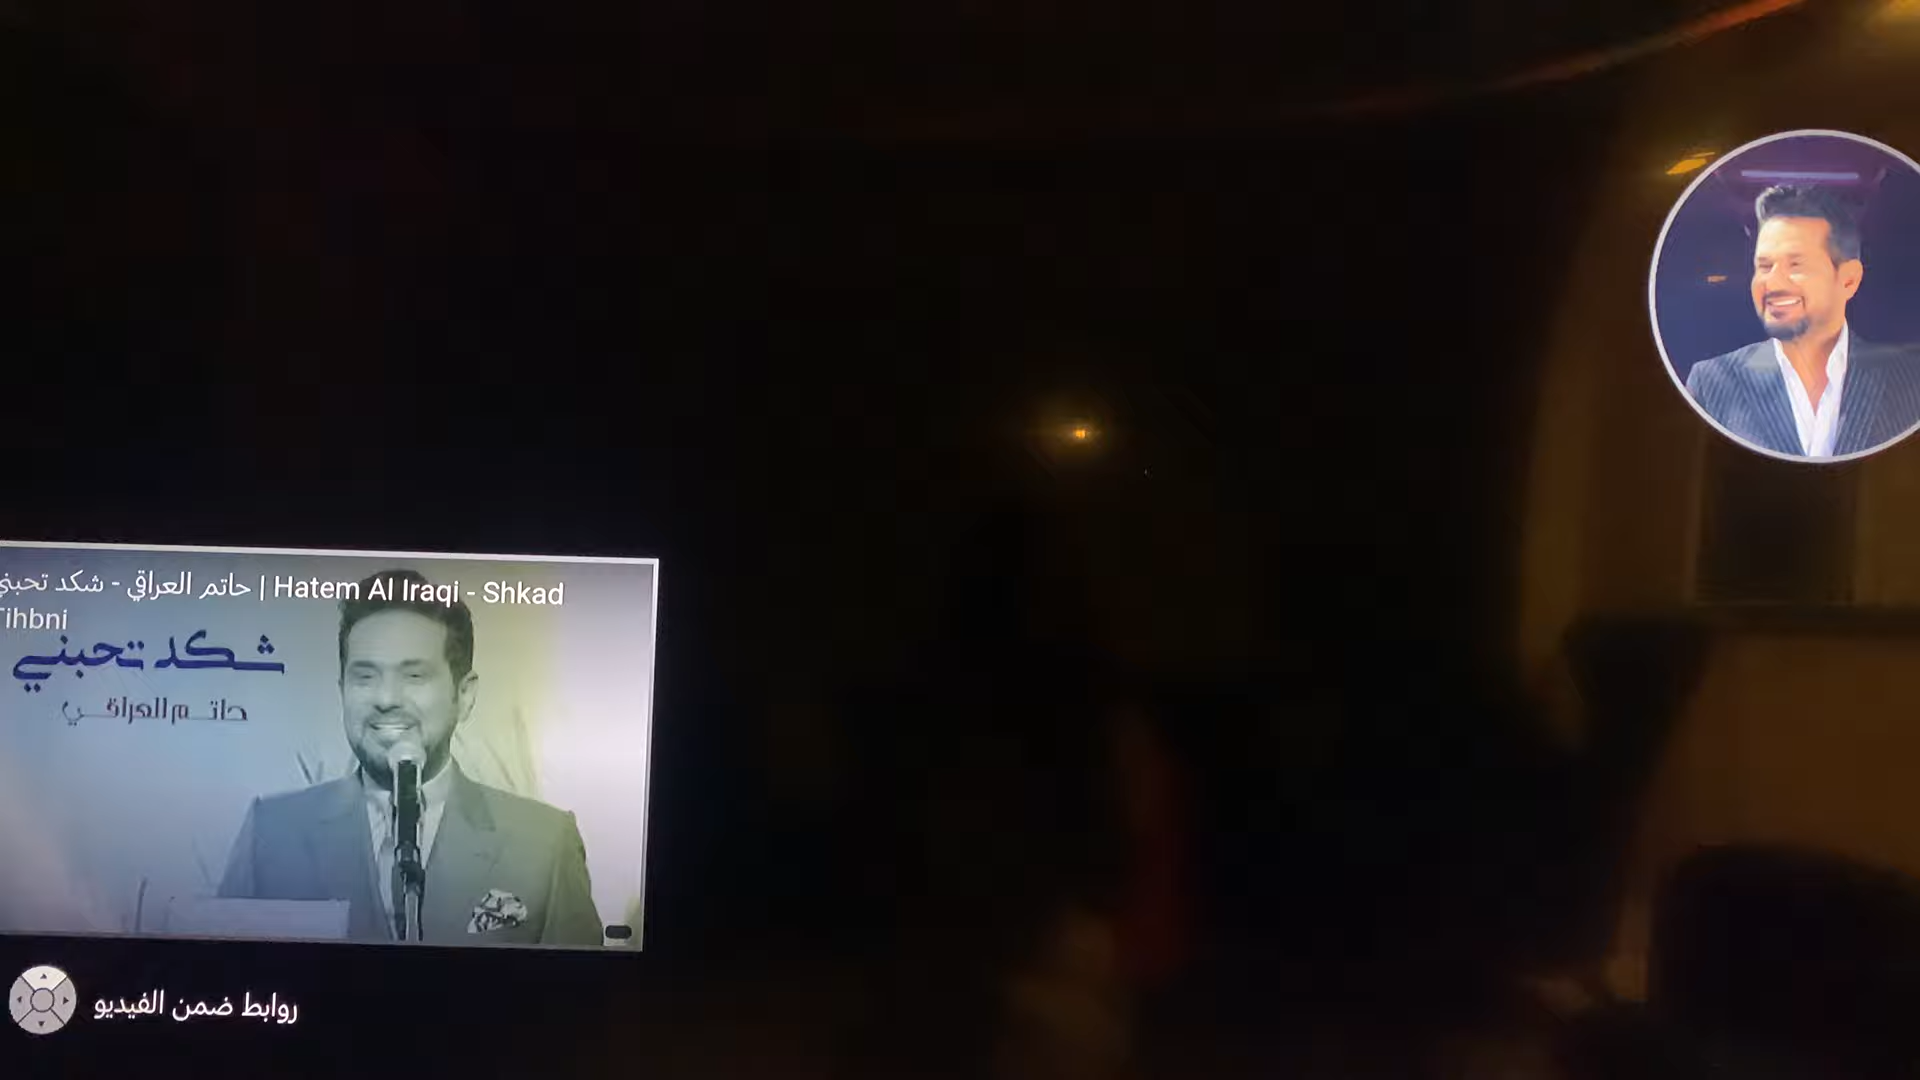 حاتم العراقي - شكد تحبني | Hatem Al Iraqi - Shkad
Tihbni
شكد تحبني
حاتم العراقي
روابط ضمن الفيديو